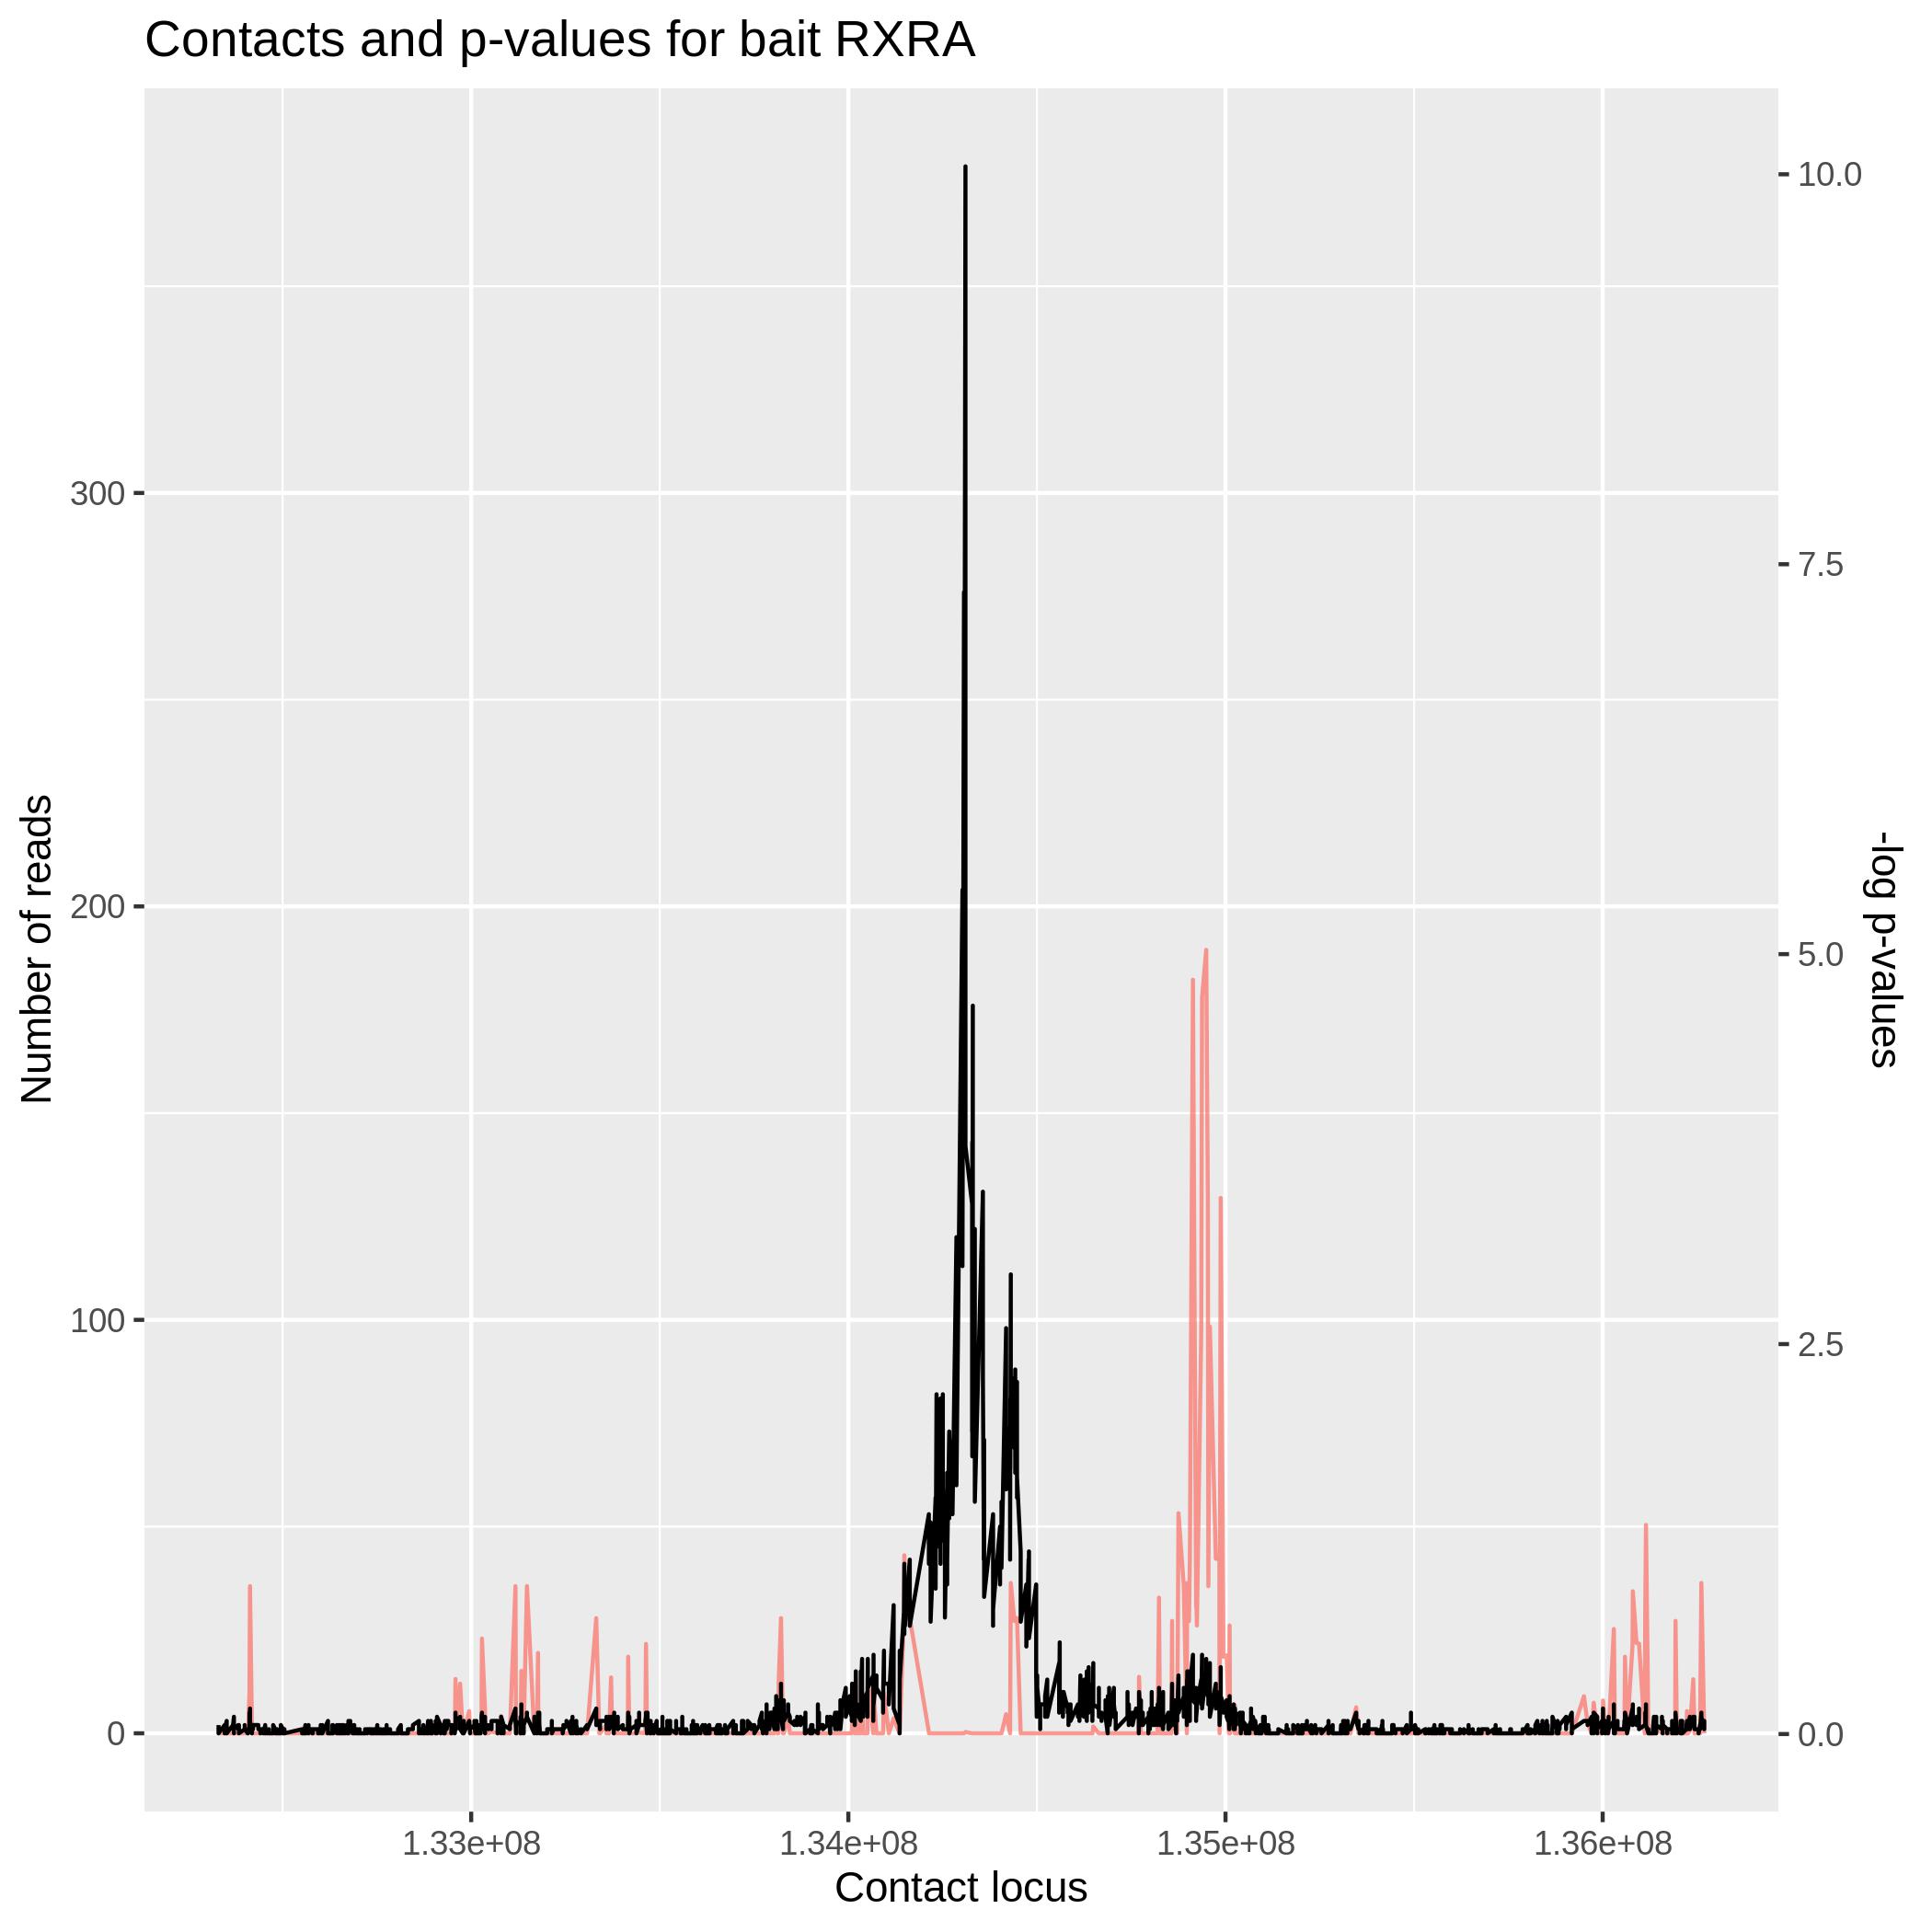 Contacts and p-values for bait RXRA
Number of reads
300
200
100
0
10.0
7.5
5.0
2.5
0.0
-log p-values
1.33e+08
1.34e+08
1.35e+08
1.36e+08
Contact locus